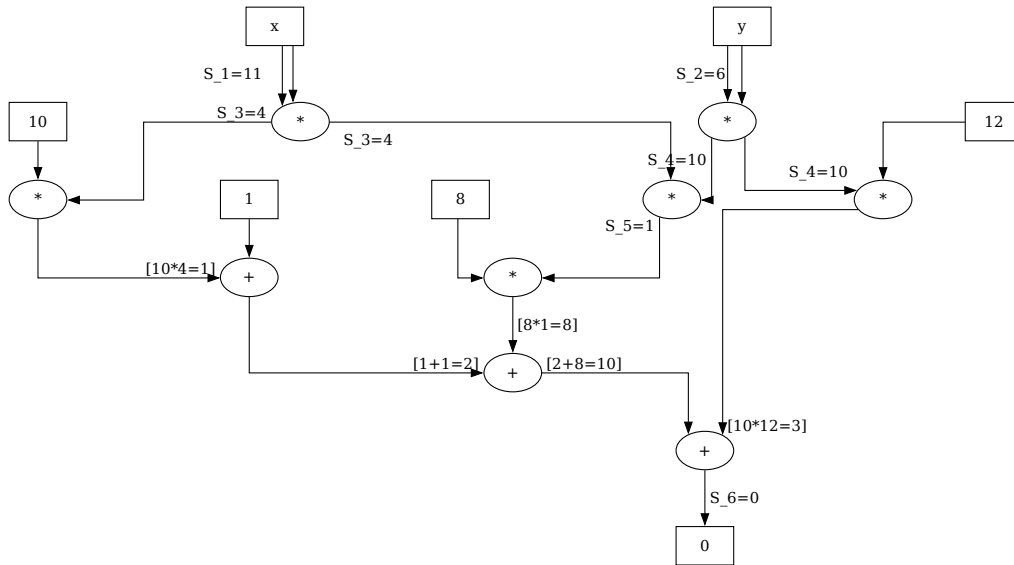 x
y
S_1=11
S_2=6
10
S_3=4
*
S_3=4
*
12
S_4=10
S_4=10
*
1
8
*
*
S_5=1
[10*4=1]
+
*
[8*1=8]
[1+1=2]
+
[2+8=10]
[10*12=3]
+
S_6=0
0